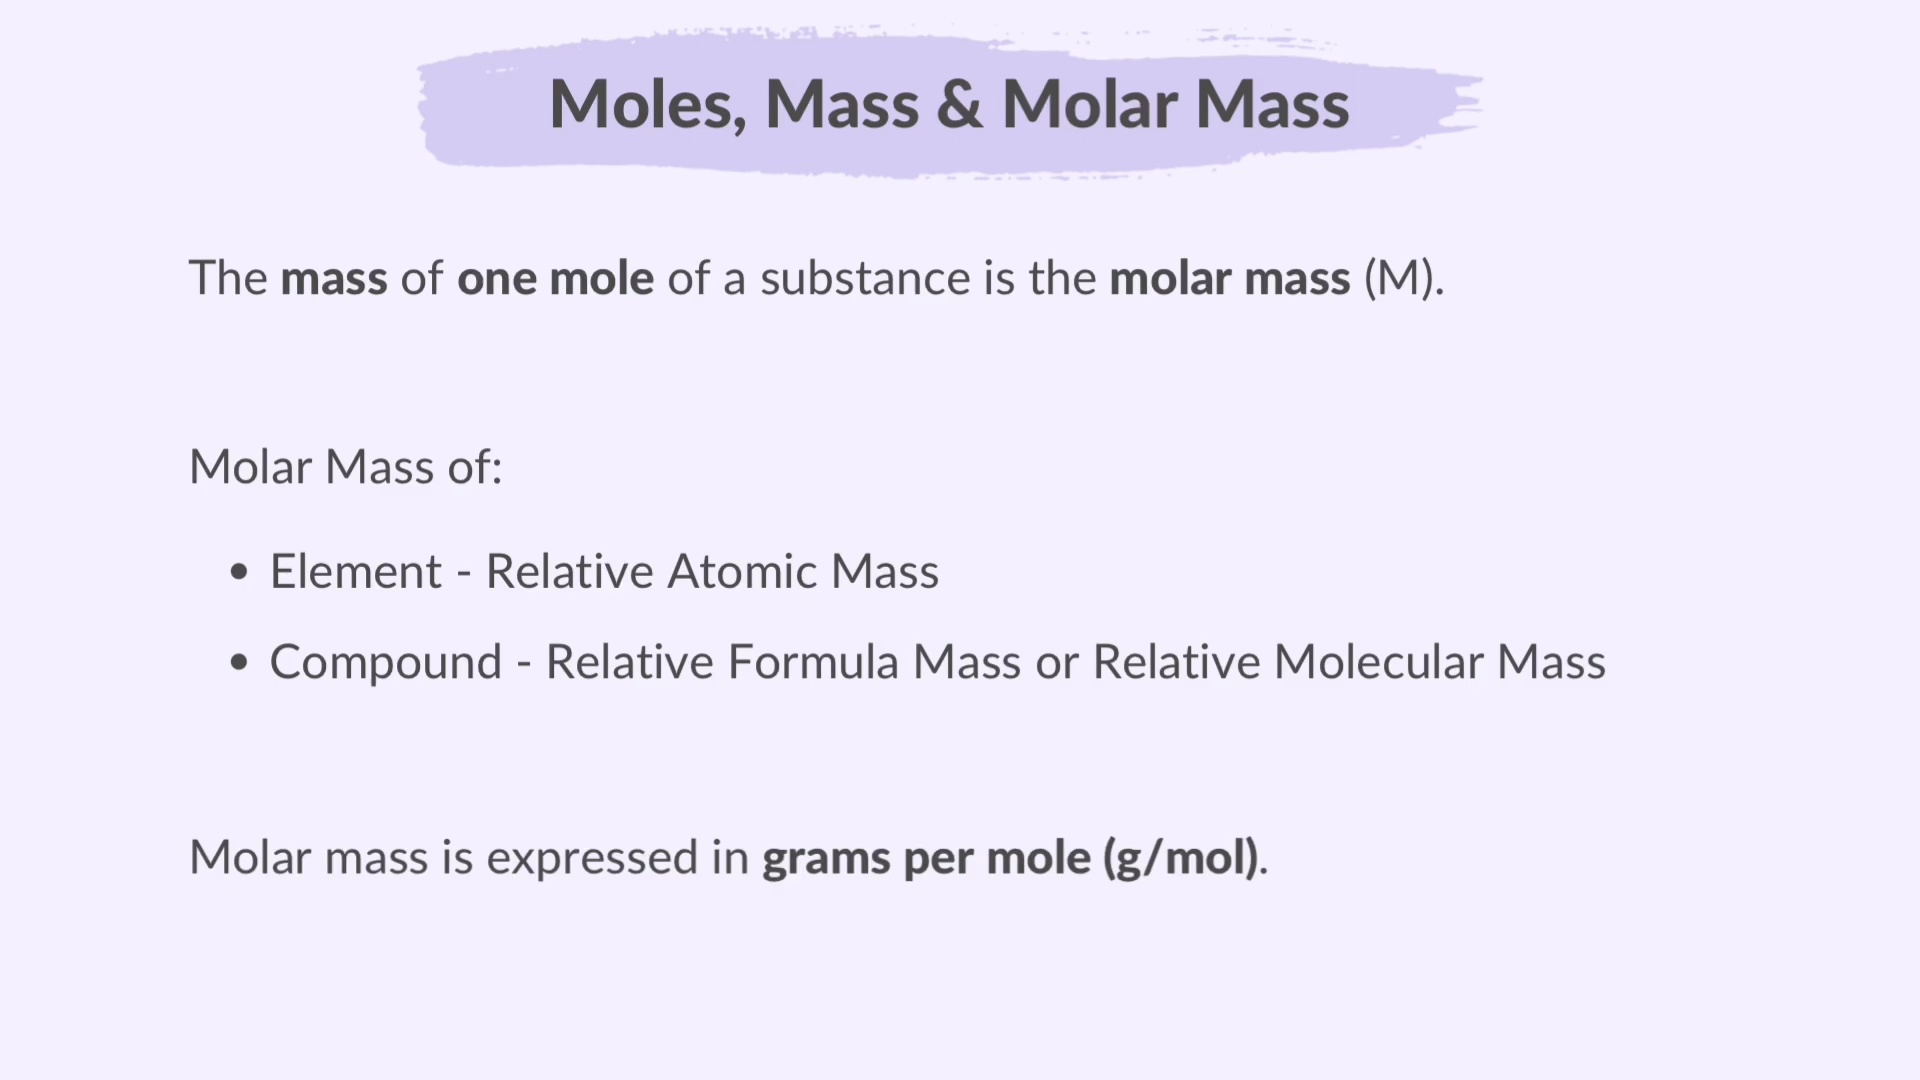 Moles, Mass & Molar Mass
The mass of one mole of a substance is the molar mass (M).
Molar Mass of:
• Element - Relative Atomic Mass
• Compound - Relative Formula Mass or Relative Molecular Mass
Molar mass is expressed in grams per mole (g/mol).